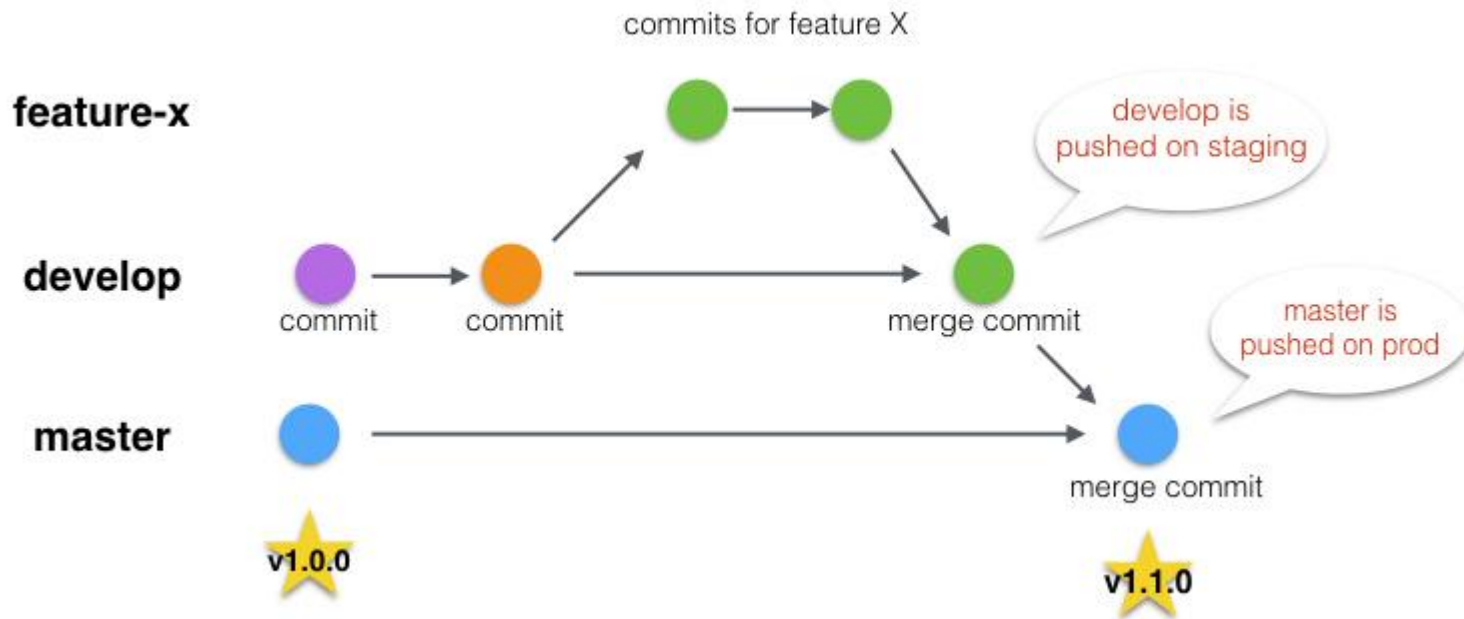 commits for feature X
feature-x
develop is
pushed on staging
develop
commit
commit
merge commit
master is
pushed on prod
master
merge commit
v1.0.0
v1.1.0